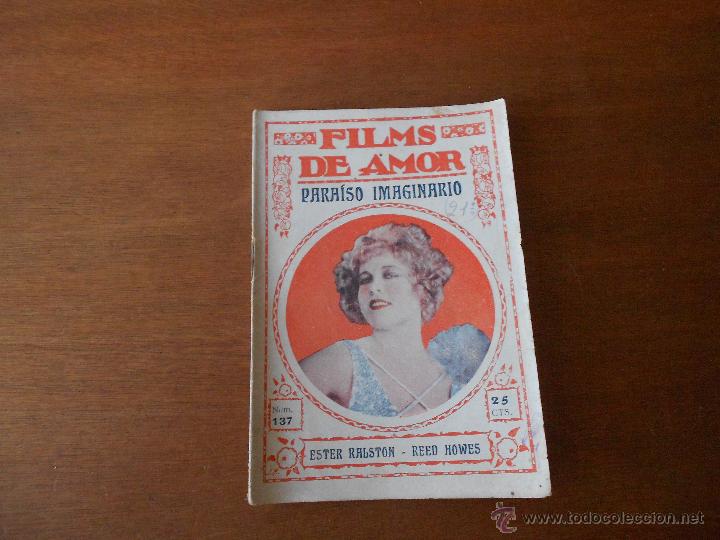 FILMS
DE AMOR
PARAÍSO IMAGINARIO
Núm.
137
25
CTS.
ESTER RALSTON - REED HOWES
© www.todocoleccion.net